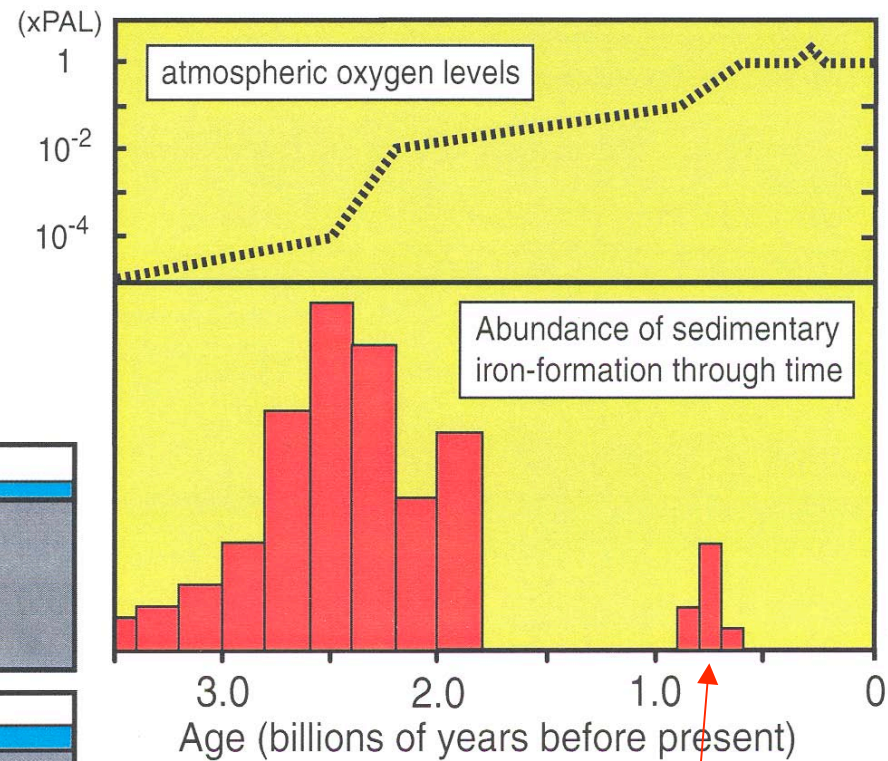 (xPAL)
1
10⁻²
10⁻⁴
atmospheric oxygen levels
Abundance of sedimentary
iron-formation through time
3.0 2.0 1.0 0
Age (billions of years before present)